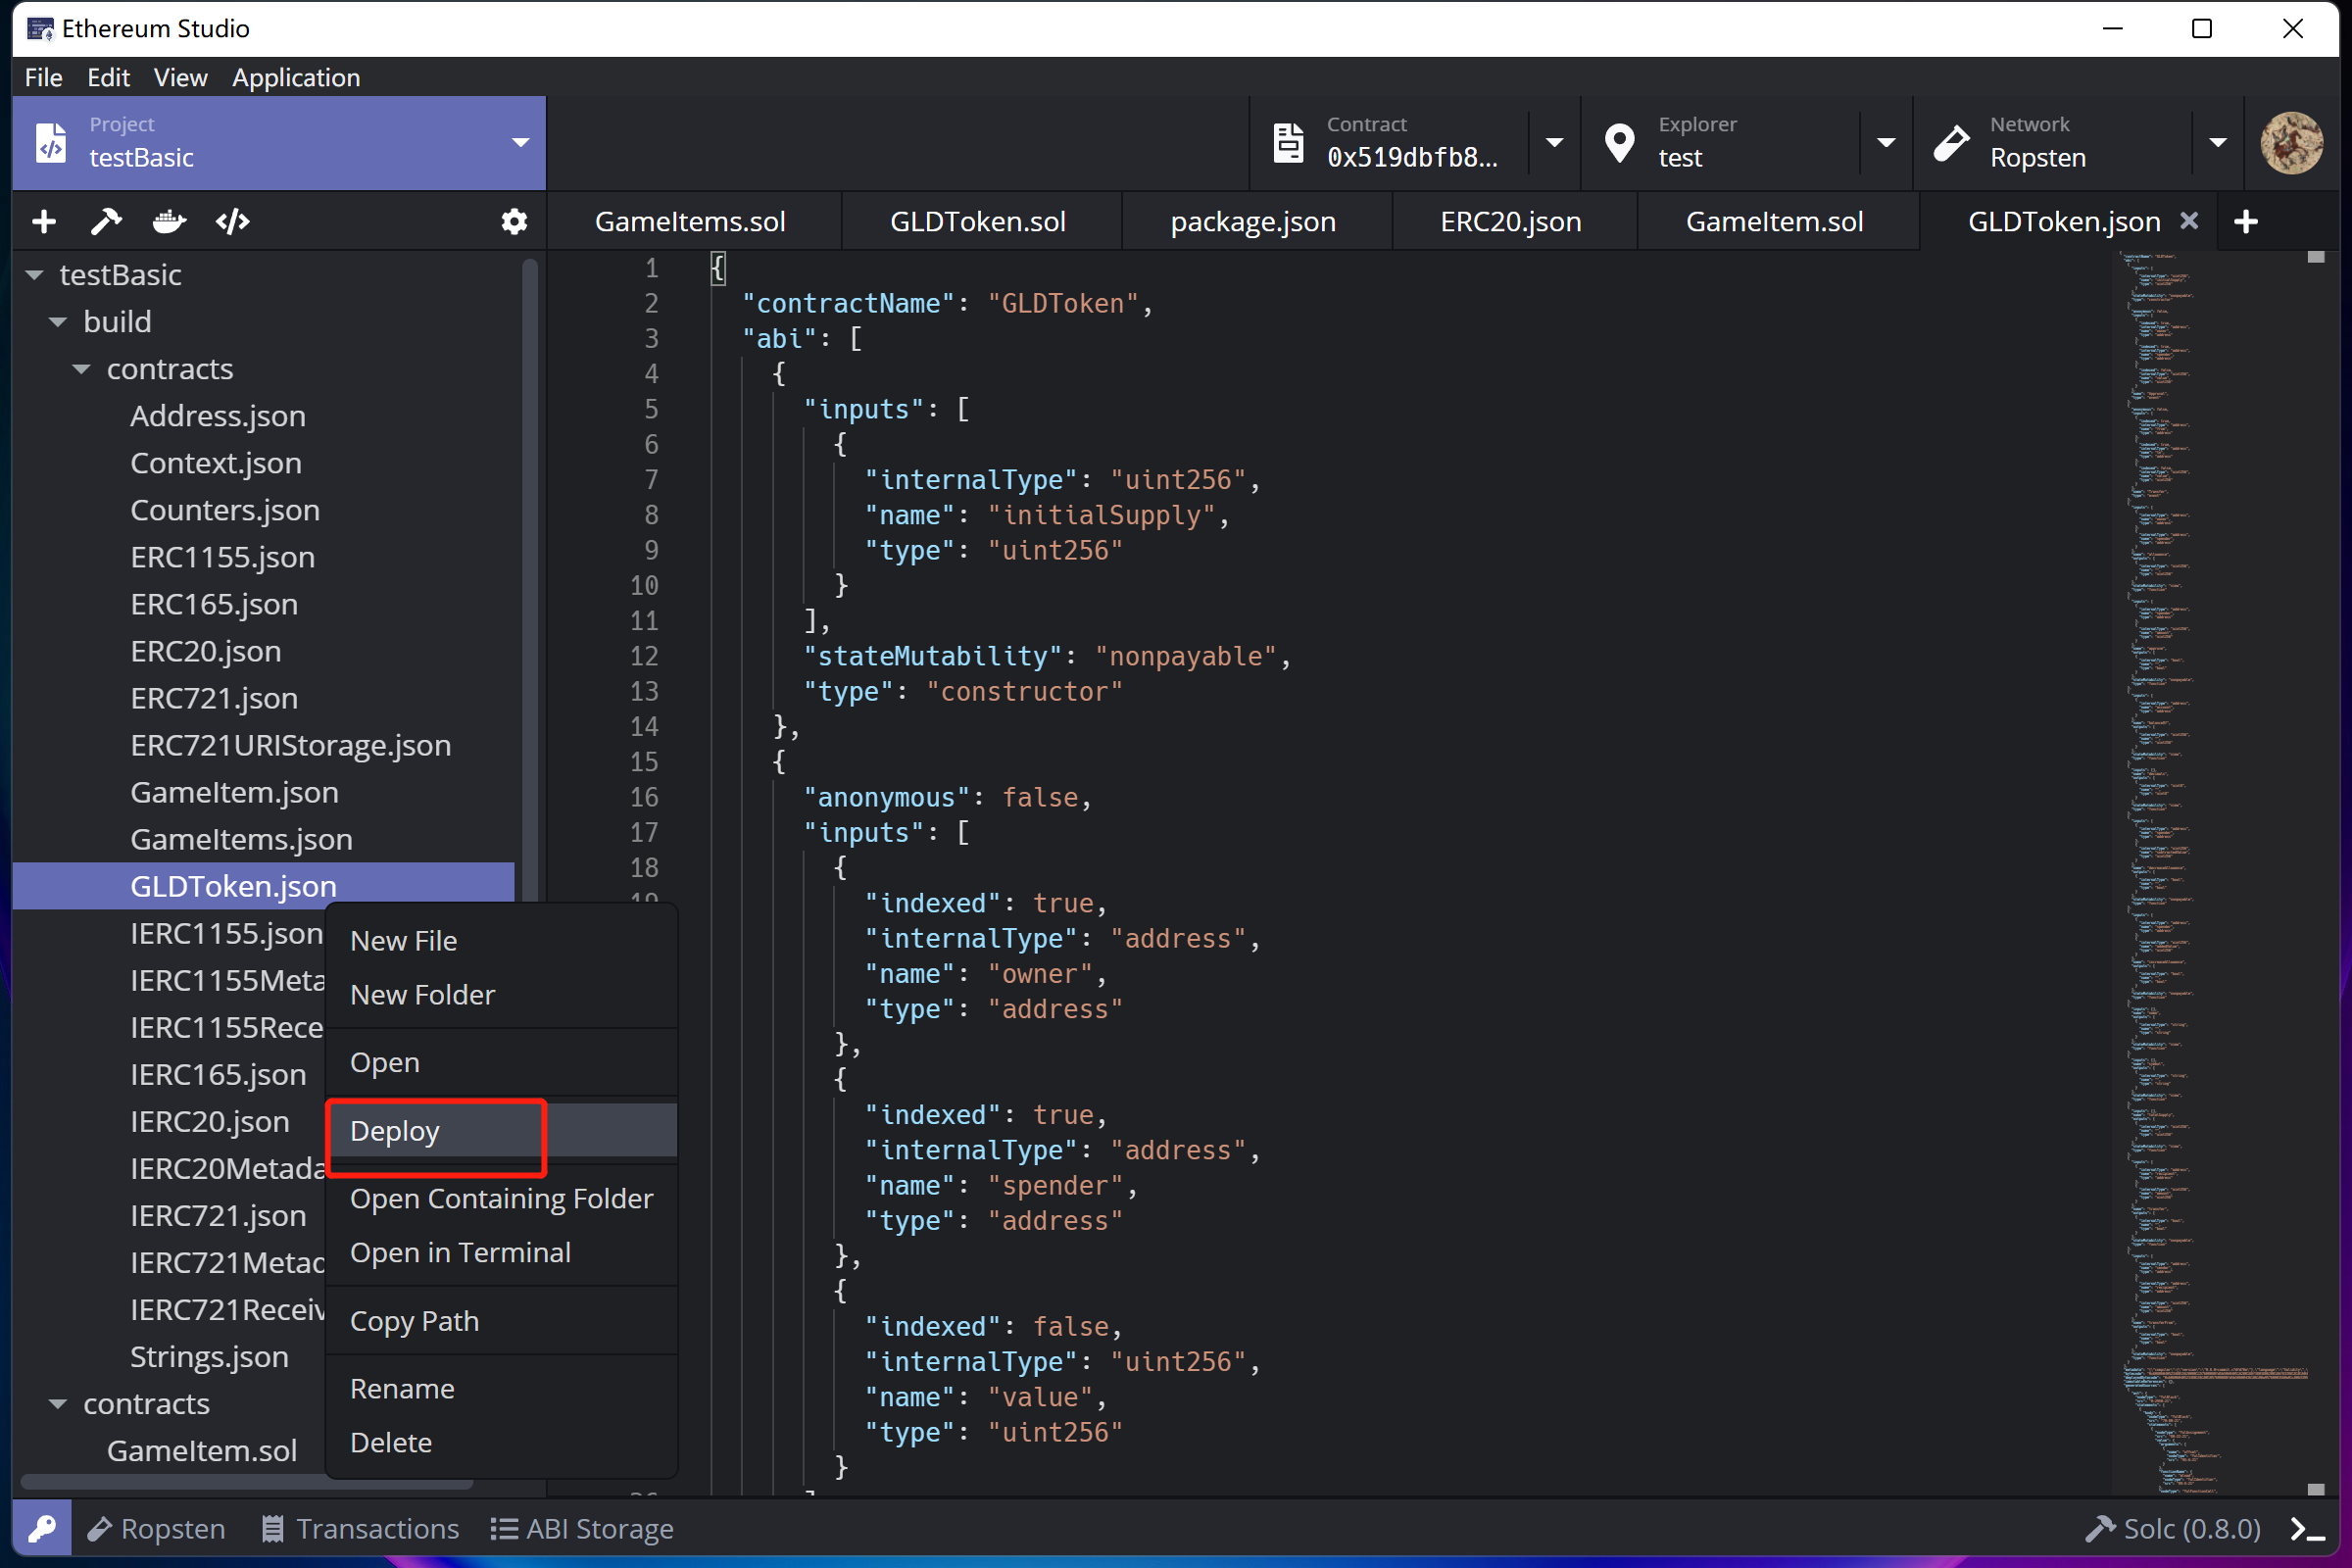 Ethereum Studio
File Edit View Application
Project
testBasic
Contract
0x519dbfb8...
Explorer
test
Network
Ropsten
GameItems.sol GLDToken.sol package.json ERC20.json GameItem.sol GLDToken.json
testBasic
build
contracts
Address.json
Context.json
Counters.json
ERC1155.json
ERC165.json
ERC20.json
ERC721.json
ERC721URIStorage.json
GameItem.json
GameItems.json
GLDToken.json
IERC1155.json
IERC1155Meta
IERC1155Rece
IERC165.json
IERC20.json
IERC20Metada
IERC721.json
IERC721Metad
IERC721Receiv
Strings.json
contracts
GameItem.sol
New File
New Folder
Open
Deploy
Open Containing Folder
Open in Terminal
Copy Path
Rename
Delete
1 {
2 "contractName": "GLDToken",
3 "abi": [
4 {
5 "inputs": [
6 {
7 "internalType": "uint256",
8 "name": "initialSupply",
9 "type": "uint256"
10 }
11 ],
12 "stateMutability": "nonpayable",
13 "type": "constructor"
14 },
15 {
16 "anonymous": false,
17 "inputs": [
18 {
19 "indexed": true,
"internalType": "address",
"name": "owner",
"type": "address"
},
{
"indexed": true,
"internalType": "address",
"name": "spender",
"type": "address"
},
{
"indexed": false,
"internalType": "uint256",
"name": "value",
"type": "uint256"
}
Ropsten Transactions ABI Storage
Solc (0.8.0)